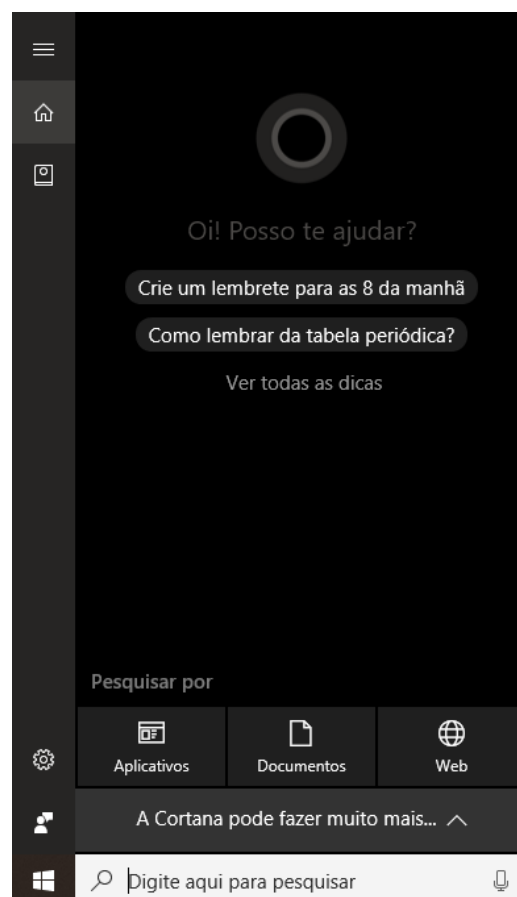 Oi! Posso te ajudar?
Crie um lembrete para as 8 da manhã
Como lembrar da tabela periódica?
Ver todas as dicas
Pesquisar por
Aplicativos Documentos Web
A Cortana pode fazer muito mais...
Digite aqui para pesquisar